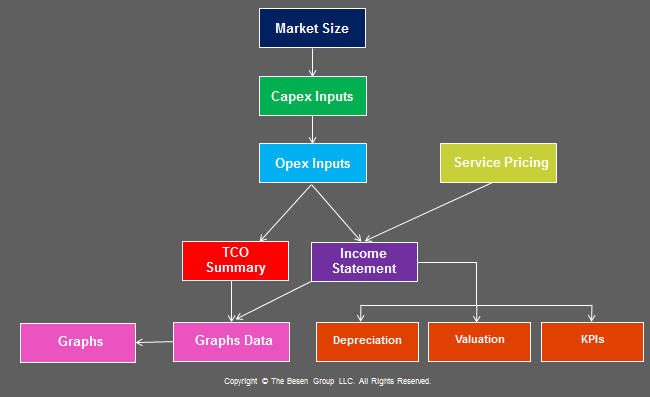 Market Size
Capex Inputs
Opex Inputs
Service Pricing
TCO
Summary
Income
Statement
Graphs
Graphs Data
Depreciation
Valuation
KPIs
Copyright © The Besen Group LLC. All Rights Reserved.